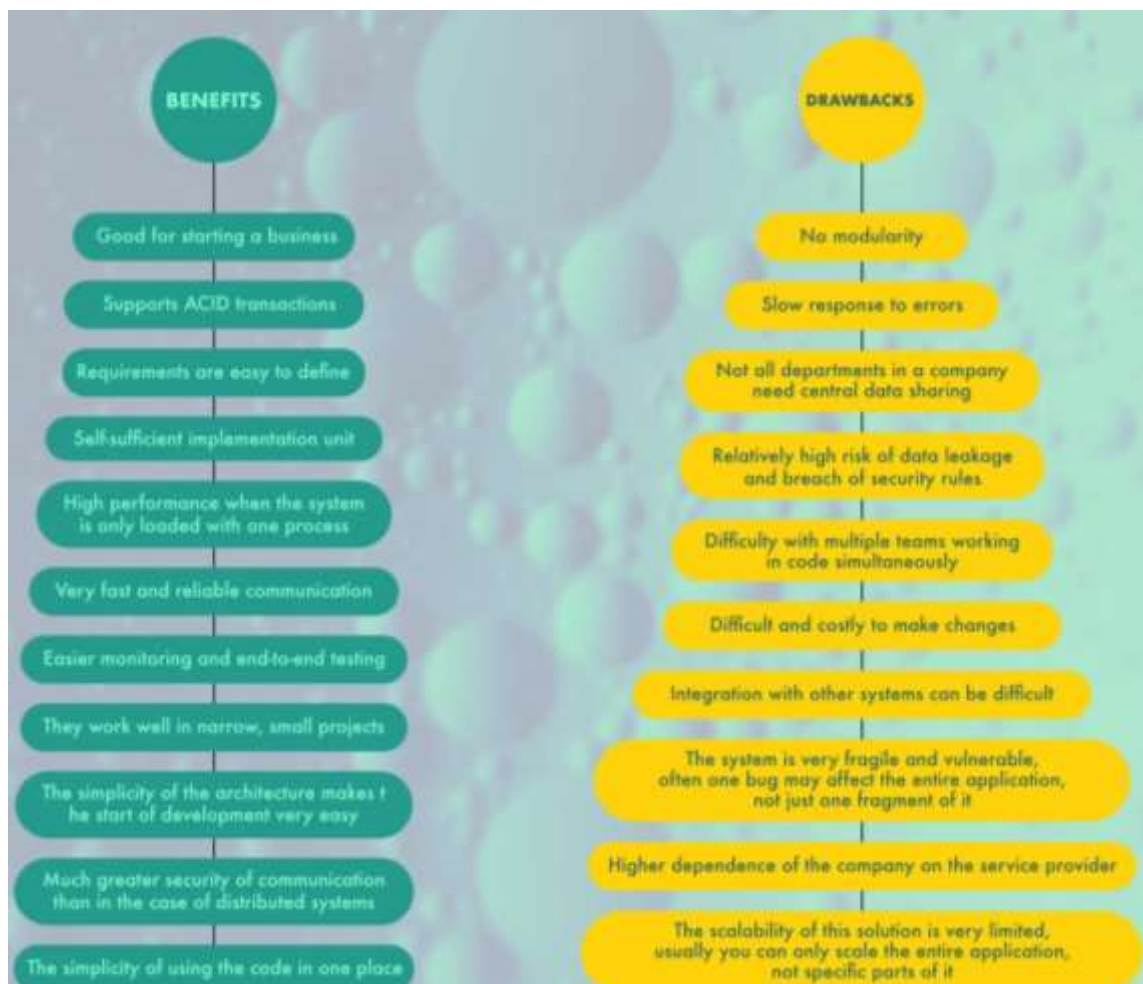 BENEFITS
Good for starting a business
Supports ACID transactions
Requirements are easy to define
Self-sufficient implementation unit
High performance when the system
is only loaded with one process
Very fast and reliable communication
Easier monitoring and end-to-end testing
They work well in narrow, small projects
The simplicity of the architecture makes t
he start of development very easy
Much greater security of communication
than in the case of distributed systems
The simplicity of using the code in one place
DRAWBACKS
No modularity
Slow response to errors
Not all departments in a company
need central data sharing
Relatively high risk of data leakage
and breach of security rules
Difficulty with multiple teams working
in code simultaneously
Difficult and costly to make changes
Integration with other systems can be difficult
The system is very fragile and vulnerable,
often one bug may affect the entire application,
not just one fragment of it
Higher dependence of the company on the service provider
The scalability of this solution is very limited,
usually you can only scale the entire application,
not specific parts of it